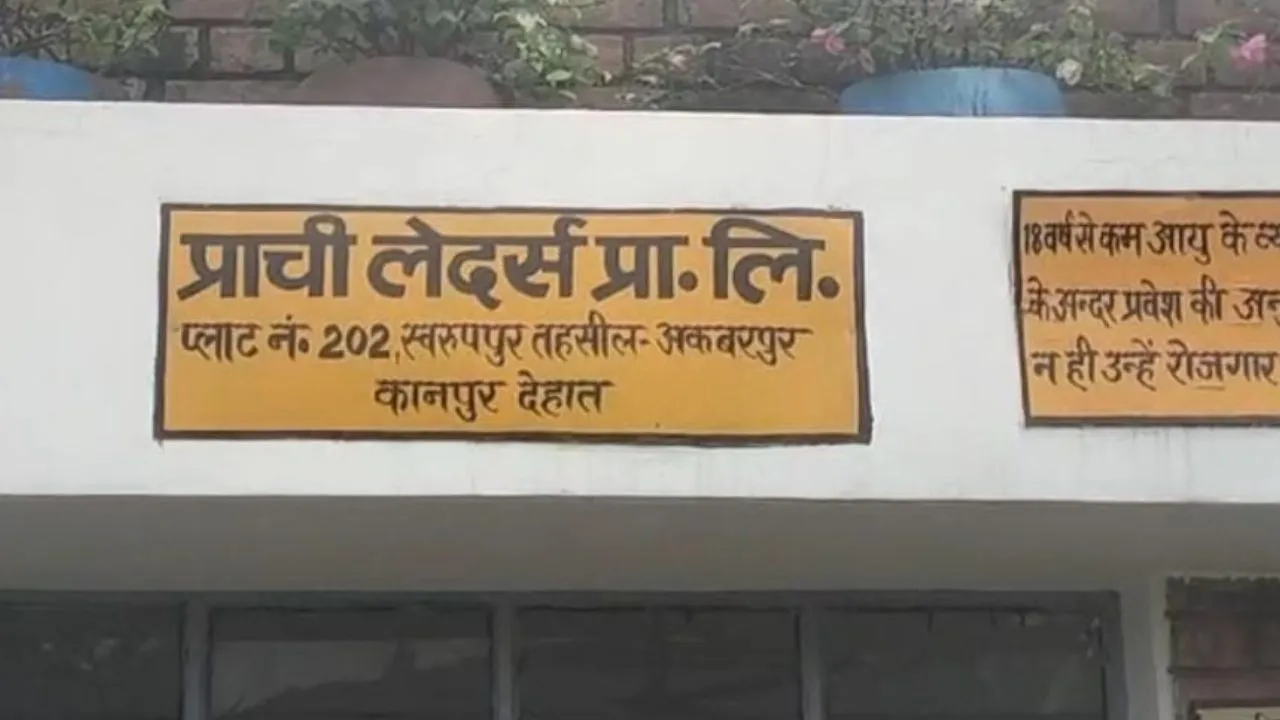 प्राची लेदर्स प्रा. लि.
प्लाट नं. 202, स्वरुपपुर तहसील- अकबरपुर
कानपुर देहात
18 वर्ष से कम आयु के
के अन्दर प्रवेश की
न ही उन्हें रोजगार